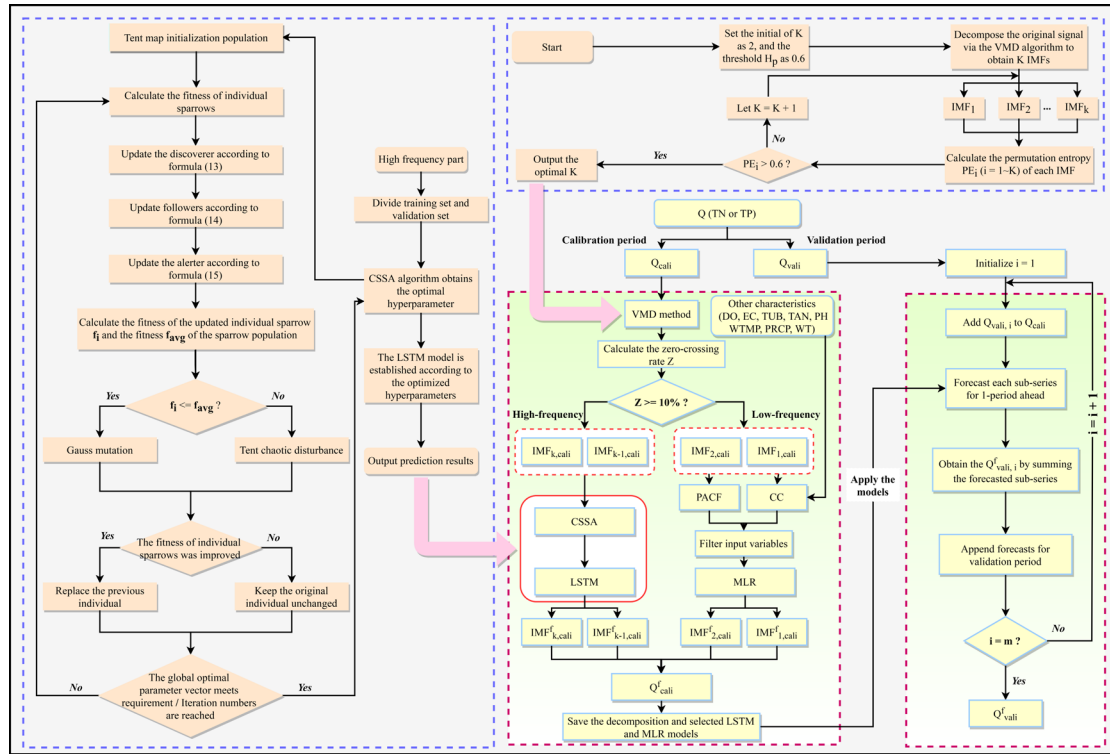 Tent map initialization population
Calculate the fitness of individual
sparrows
Update the discoverer according to
formula (13)
Update followers according to
formula (14)
Update the alerter according to
formula (15)
Calculate the fitness of the updated individual sparrow
fi and the fitness favg of the sparrow population
fi <= favg ?
Yes
No
Gauss mutation
Tent chaotic disturbance
The fitness of individual
sparrows was improved
Yes
No
Replace the previous
individual
Keep the original
individual unchanged
The global optimal
parameter vector meets
requirement / Iteration numbers
are reached
No
Yes
High frequency part
Divide training set and
validation set
CSSA algorithm obtains
the optimal
hyperparameter
The LSTM model is
established according to
the optimized
hyperparameters
Output prediction results
Start
Set the initial of K
as 2, and the
threshold Hp as 0.6
Decompose the original signal
via the VMD algorithm to
obtain K IMFs
IMF1
IMF2
...
IMFk
Calculate the permutation entropy
PEi (i = 1~K) of each IMF
PEi > 0.6 ?
No
Let K = K + 1
Yes
Output the
optimal K
Q (TN or TP)
Calibration period
Validation period
Qcali
Qvali
VMD method
Other characteristics
(DO, EC, TUB, TAN, PH
WTMP, PRCP, WT)
Calculate the zero-crossing
rate Z
Z >= 10% ?
High-frequency
Low-frequency
IMFk,cali
IMFk-1,cali
IMF2,cali
IMF1,cali
CSSA
LSTM
PACF
CC
Filter input variables
MLR
IMFfk,cali
IMFfk-1,cali
IMFf2,cali
IMFf1,cali
Qfcali
Save the decomposition and selected LSTM
and MLR models
Apply the
models
Initialize i = 1
Add Qvali, i to Qcali
Forecast each sub-series
for 1-period ahead
Obtain the Qfvali, i by summing
the forecasted sub-series
Append forecasts for
validation period
i = m ?
No
i = i + 1
Yes
Qfvali